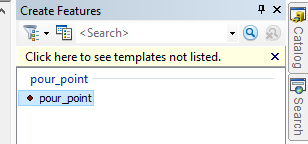 Create Features
<Search>
Click here to see templates not listed.
pour_point
pour_point
Catalog
Search